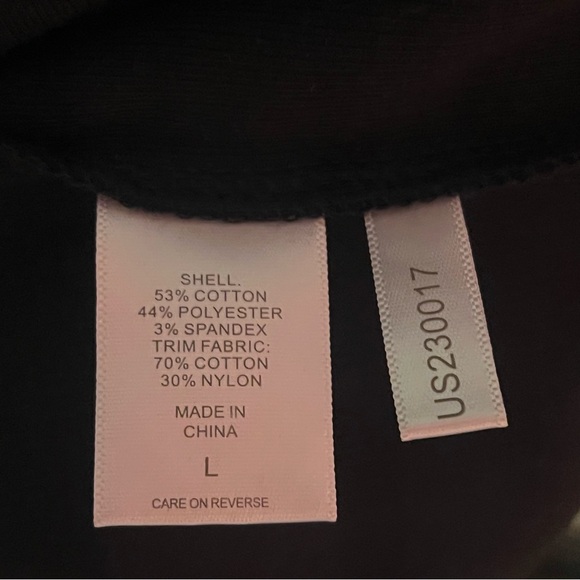 SHELL.
53% COTTON
44% POLYESTER
3% SPANDEX
TRIM FABRIC:
70% COTTON
30% NYLON
MADE IN
CHINA
L
CARE ON REVERSE
US230017